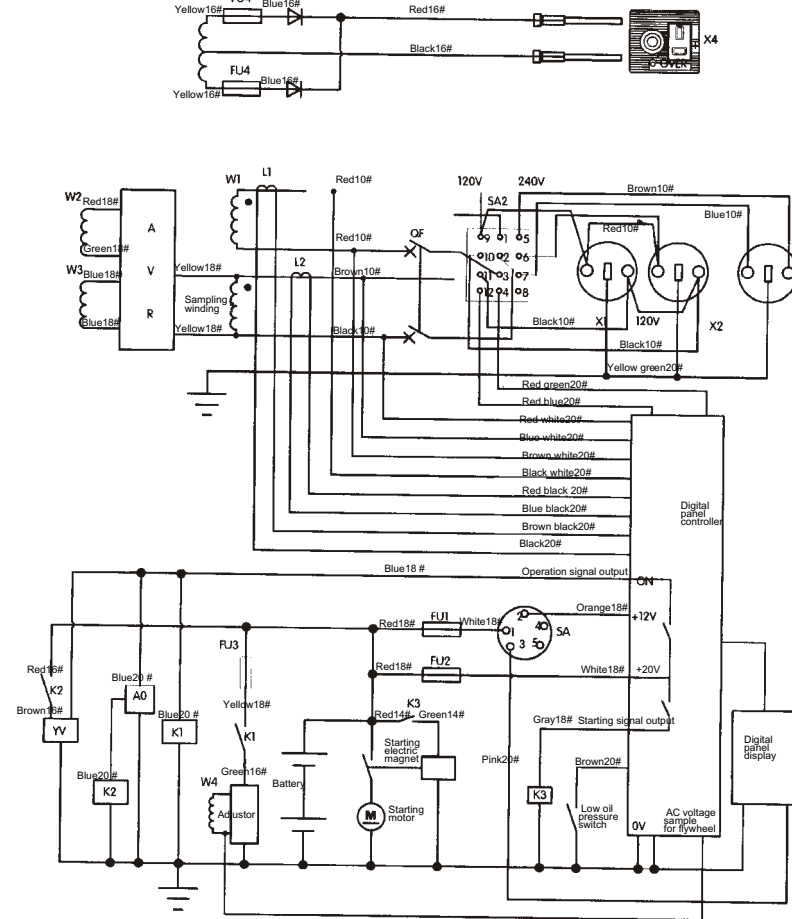 Yellow16#
Blue16#
Red16#
X4
Black16#
FU4
Blue16#
OVER
Yellow16#
L1
W1
Red10#
120V
240V
W2
Red18#
SA2
Brown10#
Blue10#
A
Red10#
QF
Red10#
9 1 5
Green18#
10 2 6
V
W3
L2
Blue18#
Yellow18#
Brown10#
11 3 7
Sampling
winding
12 4 8
R
Blue18#
Yellow18#
Black10#
Black10#
X1
120V
X2
Black10#
Yellow green20#
Red green20#
Red blue20#
Red white20#
Blue white20#
Brown white20#
Black white20#
Red black 20#
Blue black20#
Digital
panel
controller
Brown black20#
Black20#
Blue18 #
Operation signal output
ON
Orange18#
+12V
FU1
White18#
Red18#
2
1
4
SA
3 5
FU3
Red18#
FU2
White18#
+20V
Red16#
K2
Blue20 #
A0
Yellow18#
K3
Brown16#
Blue20 #
Red14#
Green14#
Gray18#
Starting signal output
YV
K1
K1
Starting
electric
magnet
Digital
panel
display
Pink20#
Brown20#
Green16#
W4
Battery
Blue20 #
K2
K3
Adjustor
M
Starting
motor
Low oil
pressure
switch
AC voltage
sample
for flywheel
0V